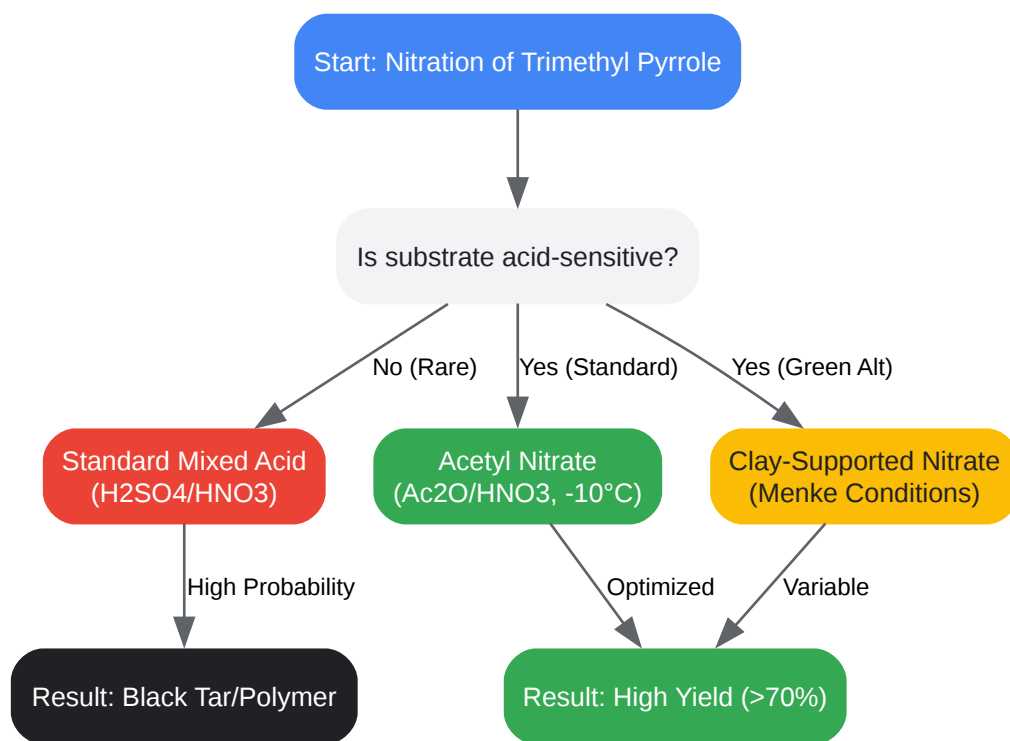 Start: Nitration of Trimethyl Pyrrole
Is substrate acid-sensitive?
No (Rare)
Yes (Standard)
Yes (Green Alt)
Standard Mixed Acid
(H2SO4/HNO3)
Acetyl Nitrate
(Ac2O/HNO3, -10°C)
Clay-Supported Nitrate
(Menke Conditions)
High Probability
Optimized
Variable
Result: Black Tar/Polymer
Result: High Yield (>70%)